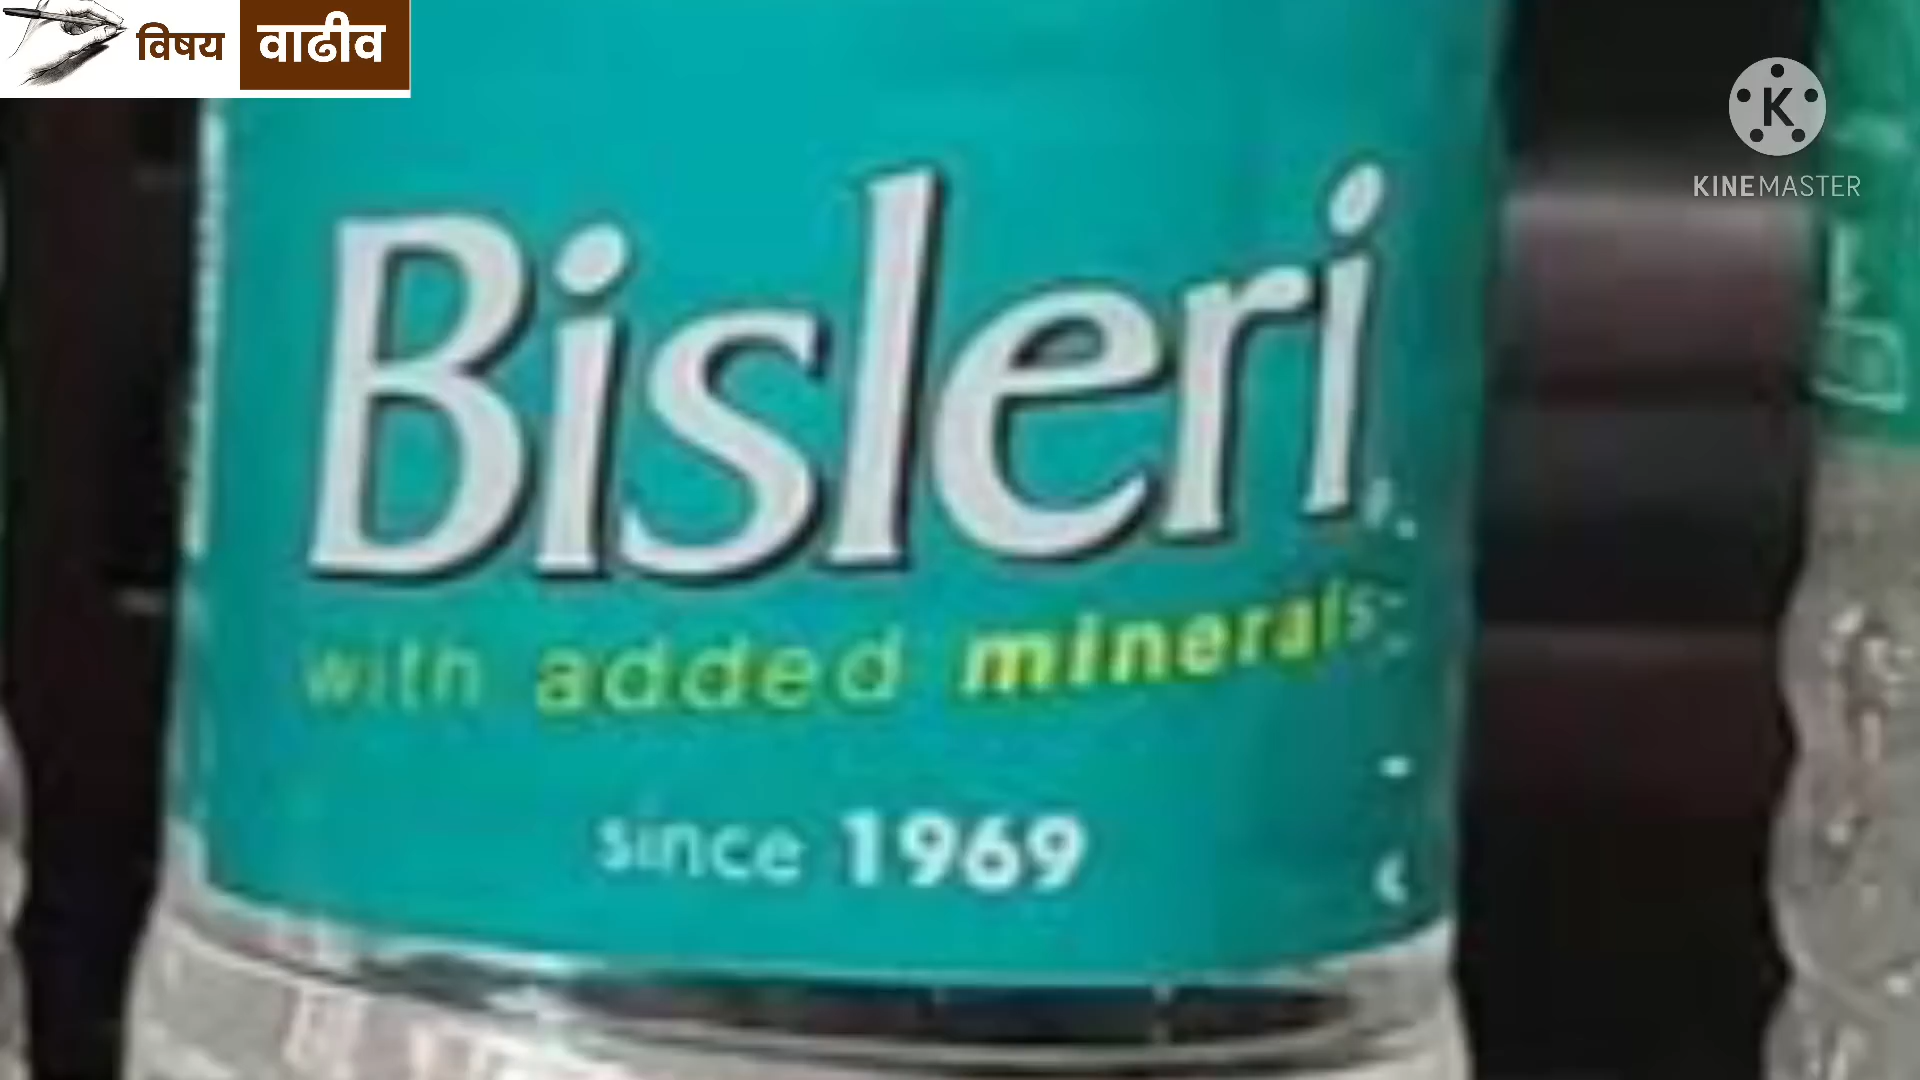 विषय वाढीव
K
KINEMASTER
Bisleri
with added minerals
since 1969